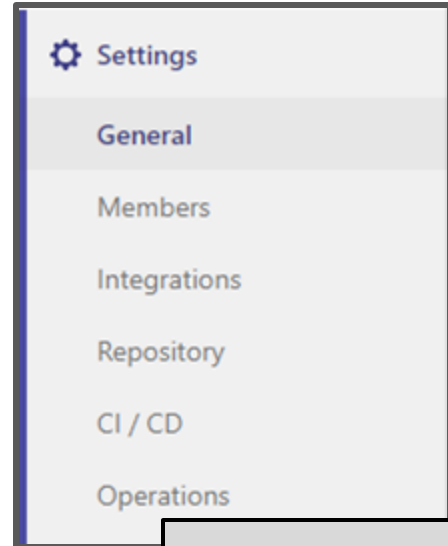 Settings
General
Members
Integrations
Repository
CI / CD
Operations